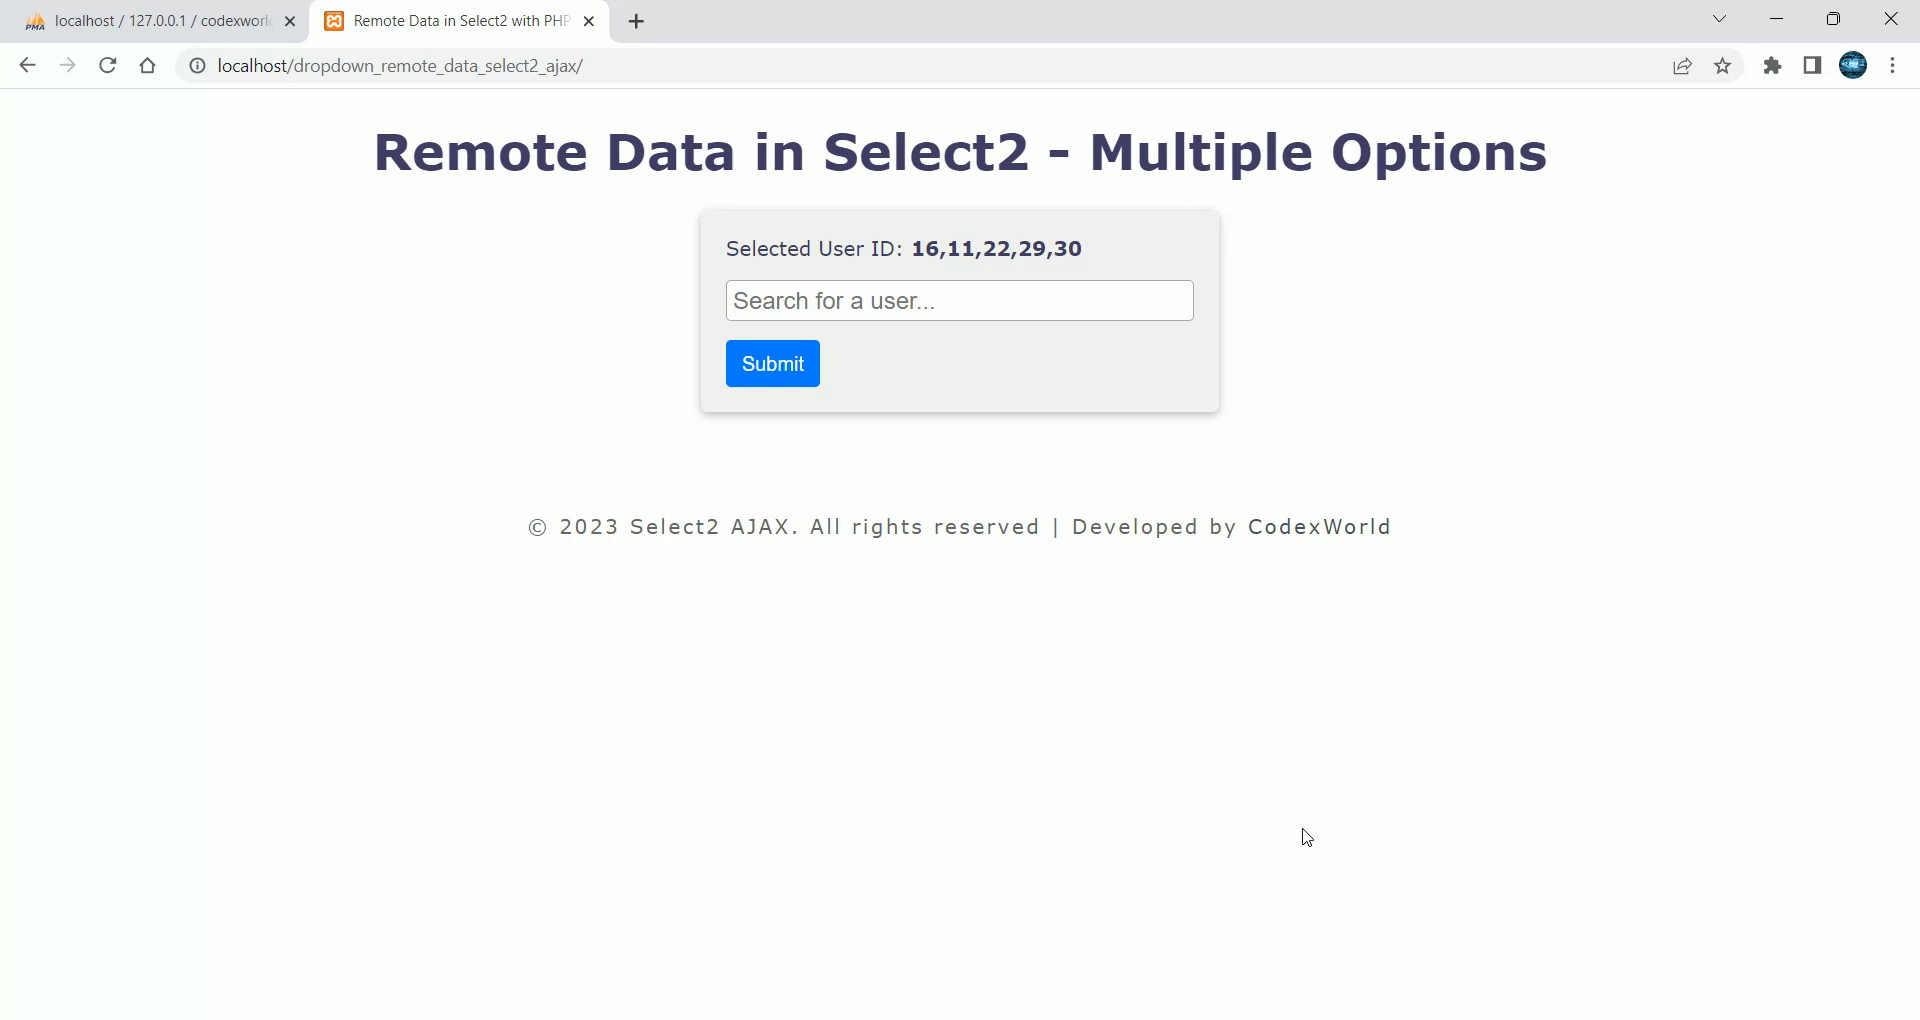 localhost / 127.0.0.1 / codexworl
Remote Data in Select2 with PHP
localhost/dropdown_remote_data_select2_ajax/
Remote Data in Select2 - Multiple Options
Selected User ID: 16,11,22,29,30
Search for a user...
Submit
© 2023 Select2 AJAX. All rights reserved | Developed by CodexWorld